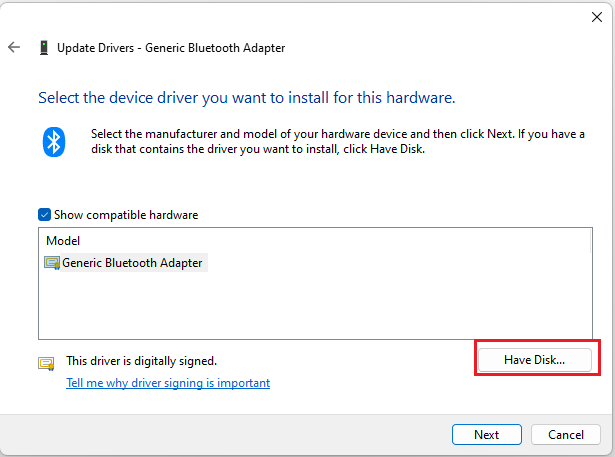 Update Drivers - Generic Bluetooth Adapter
Select the device driver you want to install for this hardware.
Select the manufacturer and model of your hardware device and then click Next. If you have a
disk that contains the driver you want to install, click Have Disk.
Show compatible hardware
Model
Generic Bluetooth Adapter
This driver is digitally signed.
Have Disk...
Tell me why driver signing is important
Next
Cancel